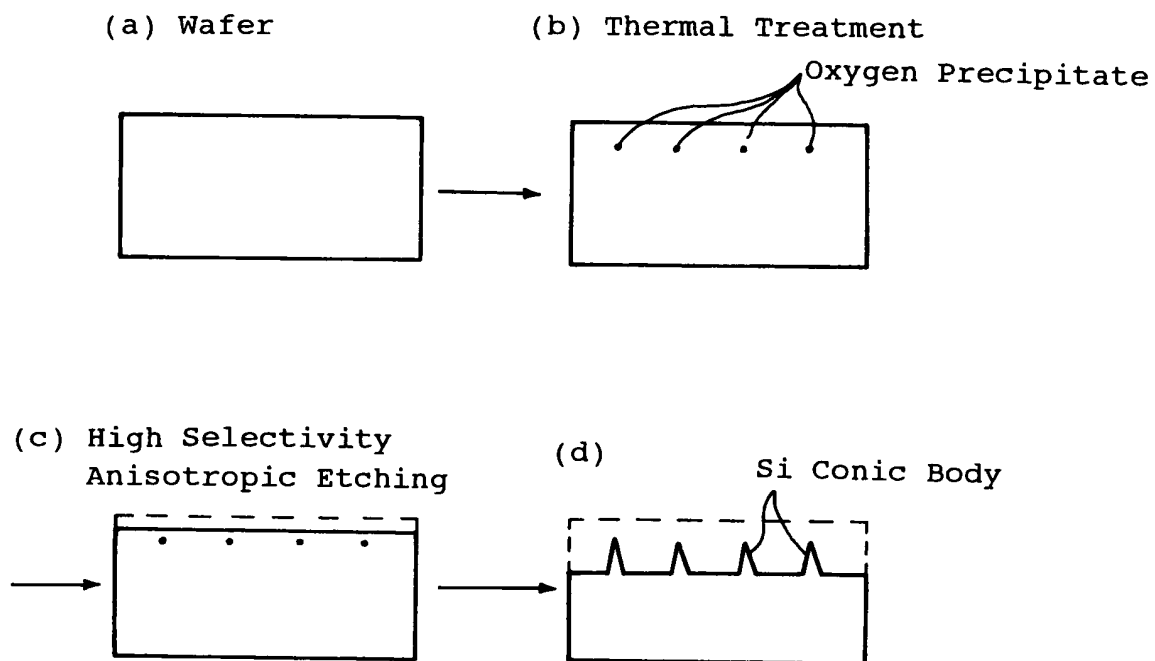 (a) Wafer
(b) Thermal Treatment
Oxygen Precipitate
(c) High Selectivity
Anisotropic Etching
(d)
Si Conic Body